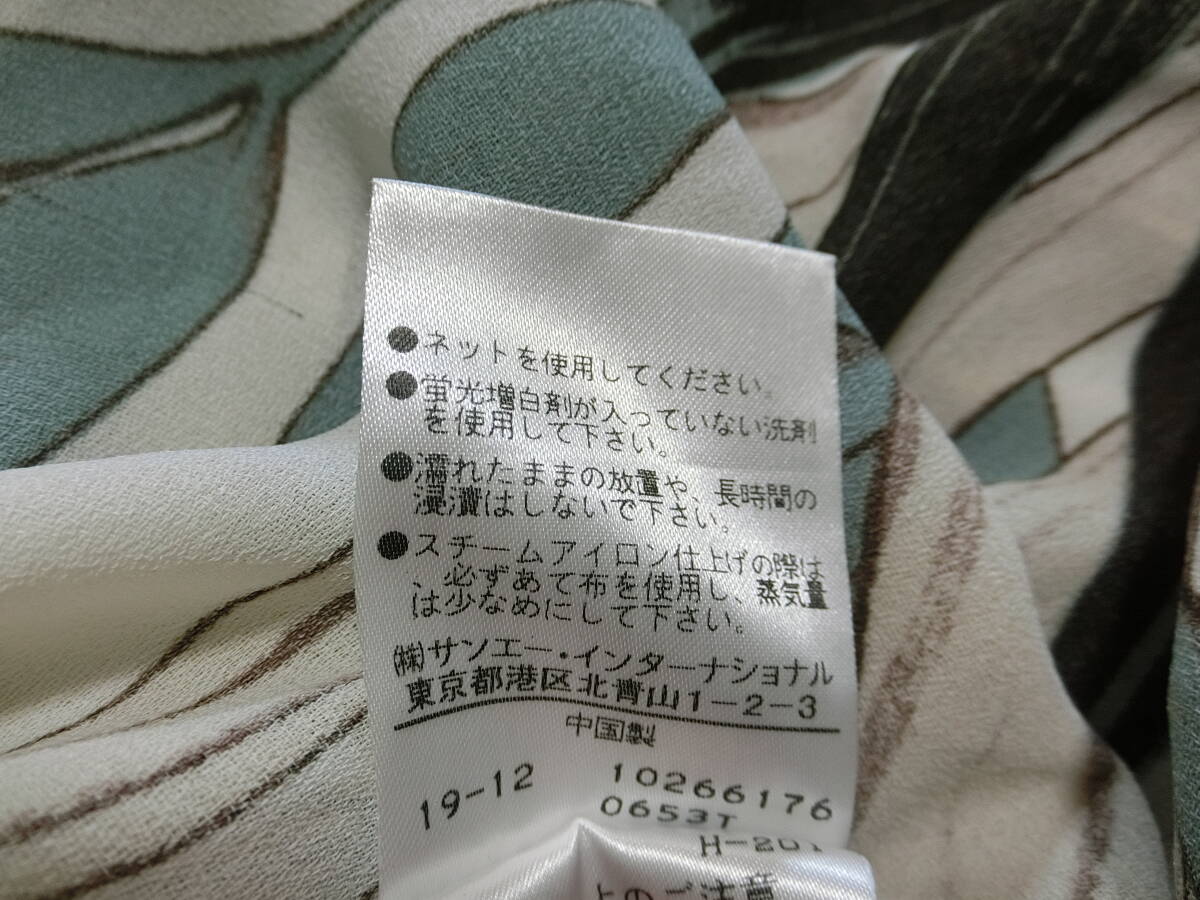 ●ネットを使用してください。
●蛍光増白剤が入っていない洗剤
を使用して下さい。
●濡れたままの放置や、長時間の
浸漬はしないで下さい。
●スチームアイロン仕上げの際は
、必ずあて布を使用し、蒸気量
は少なめにして下さい。
(株)サンエー・インターナショナル
東京都港区北青山1-2-3
中国製
19-12 10266176
0653T
H-201
上のご注意